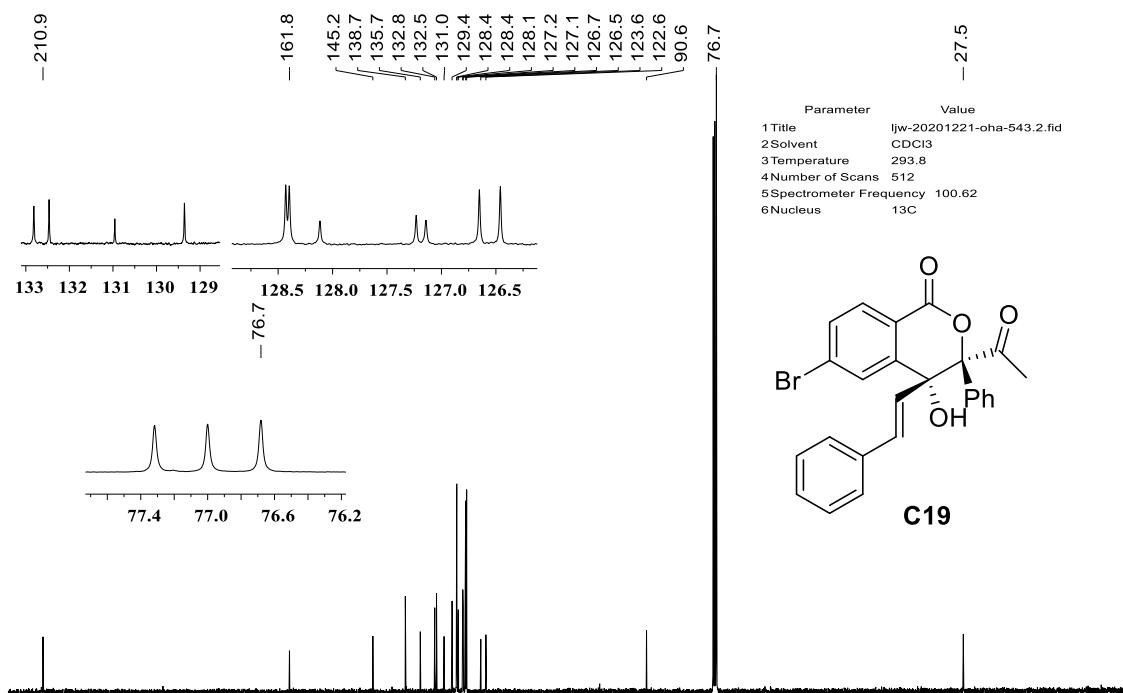 210.9
161.8
145.2
138.7
135.7
132.8
132.5
131.0
129.4
128.4
128.4
128.1
127.2
127.1
126.7
126.5
123.6
122.6
90.6
76.7
27.5
Parameter Value
1 Title ljw-20201221-oha-543.2.fid
2 Solvent CDCl3
3 Temperature 293.8
4 Number of Scans 512
5 Spectrometer Frequency 100.62
6 Nucleus 13C
133 132 131 130 129
128.5 128.0 127.5 127.0 126.5
76.7
77.4 77.0 76.6 76.2
O
O
O
Br
Ph
OH
C19